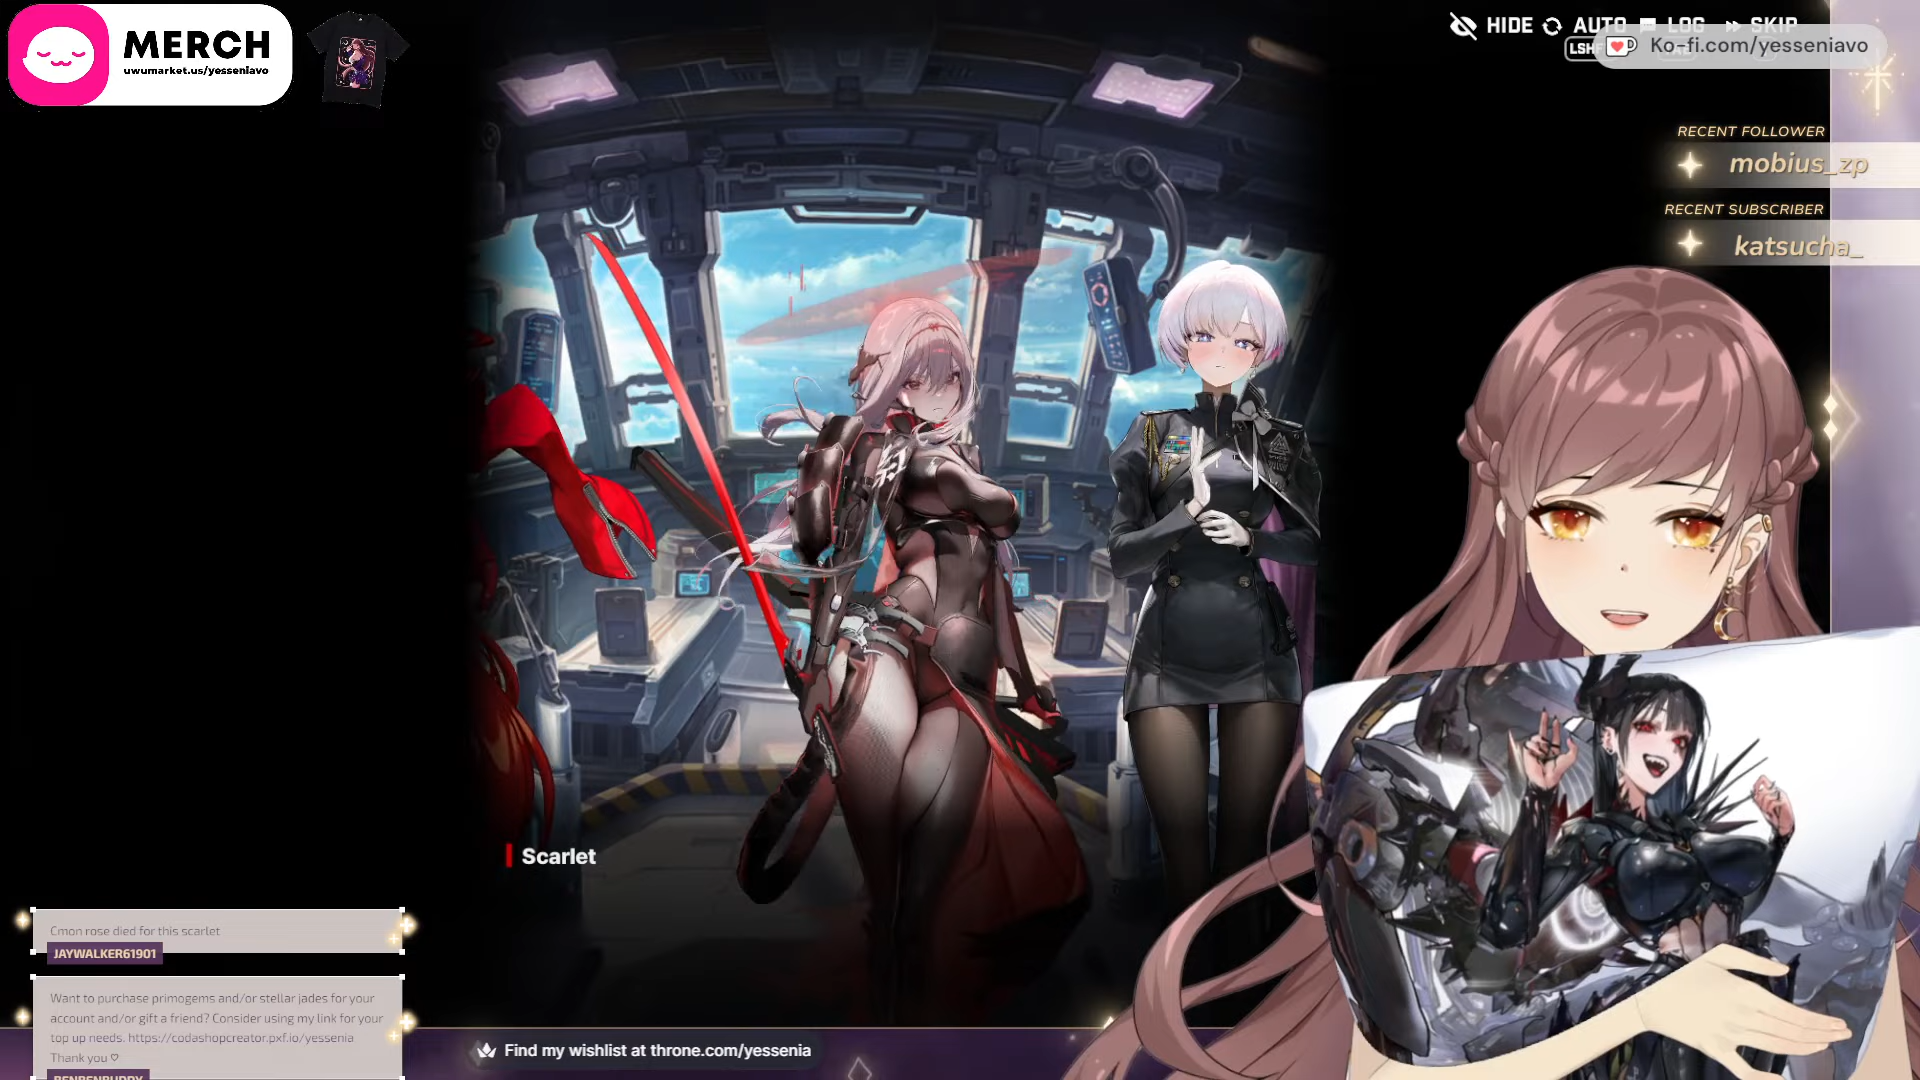 MERCH
uwumarket.us/yesseniavo
HIDE
AUTO
LOG
SKIP
Ko-fi.com/yesseniavo
RECENT FOLLOWER
mobius_zp
RECENT SUBSCRIBER
katsucha_
紅
Scarlet
Cmon rose died for this scarlet
JAYWALKER61901
Want to purchase primogems and/or stellar jades for your
account and/or gift a friend? Consider using my link for your
top up needs. https://codashopcreator.pxf.io/yessenia
Thank you ♡
Find my wishlist at throne.com/yessenia